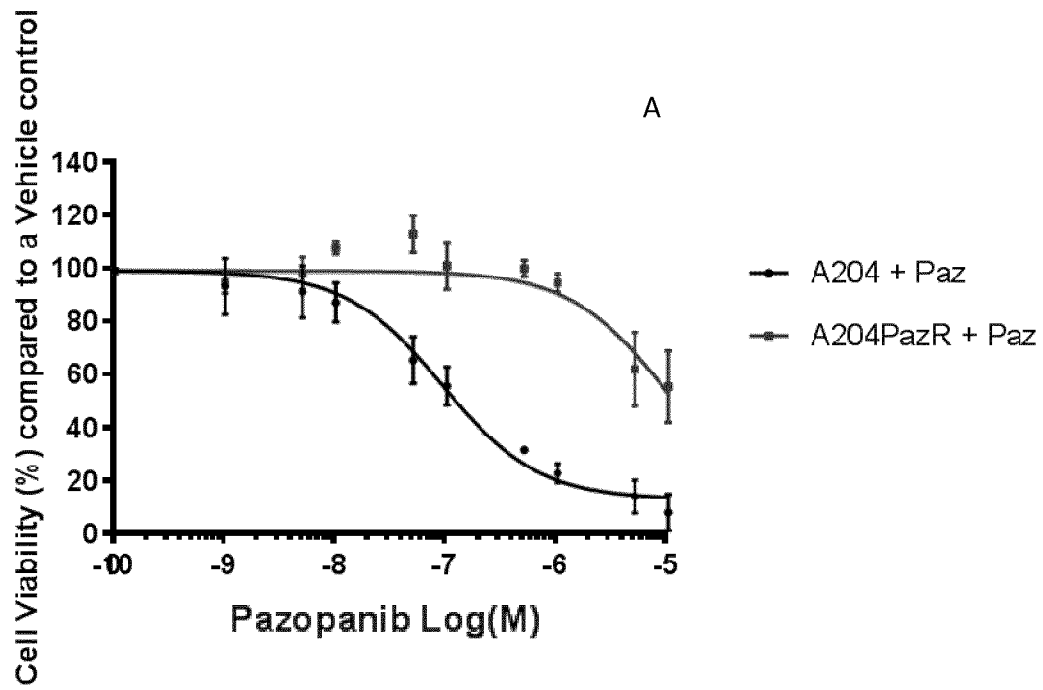 Cell Viability (%) compared to a Vehicle control
A
140
120
100
80
60
40
20
0
-100
-9
-8
-7
-6
-5
Pazopanib Log(M)
A204 + Paz
A204PazR + Paz